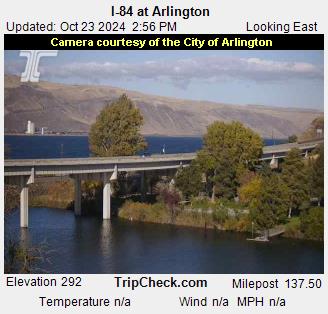 I-84 at Arlington
Updated: Oct 23 2024 2:56 PM Looking East
Camera courtesy of the City of Arlington
Elevation 292 TripCheck.com Milepost 137.50
Temperature n/a Wind n/a MPH n/a